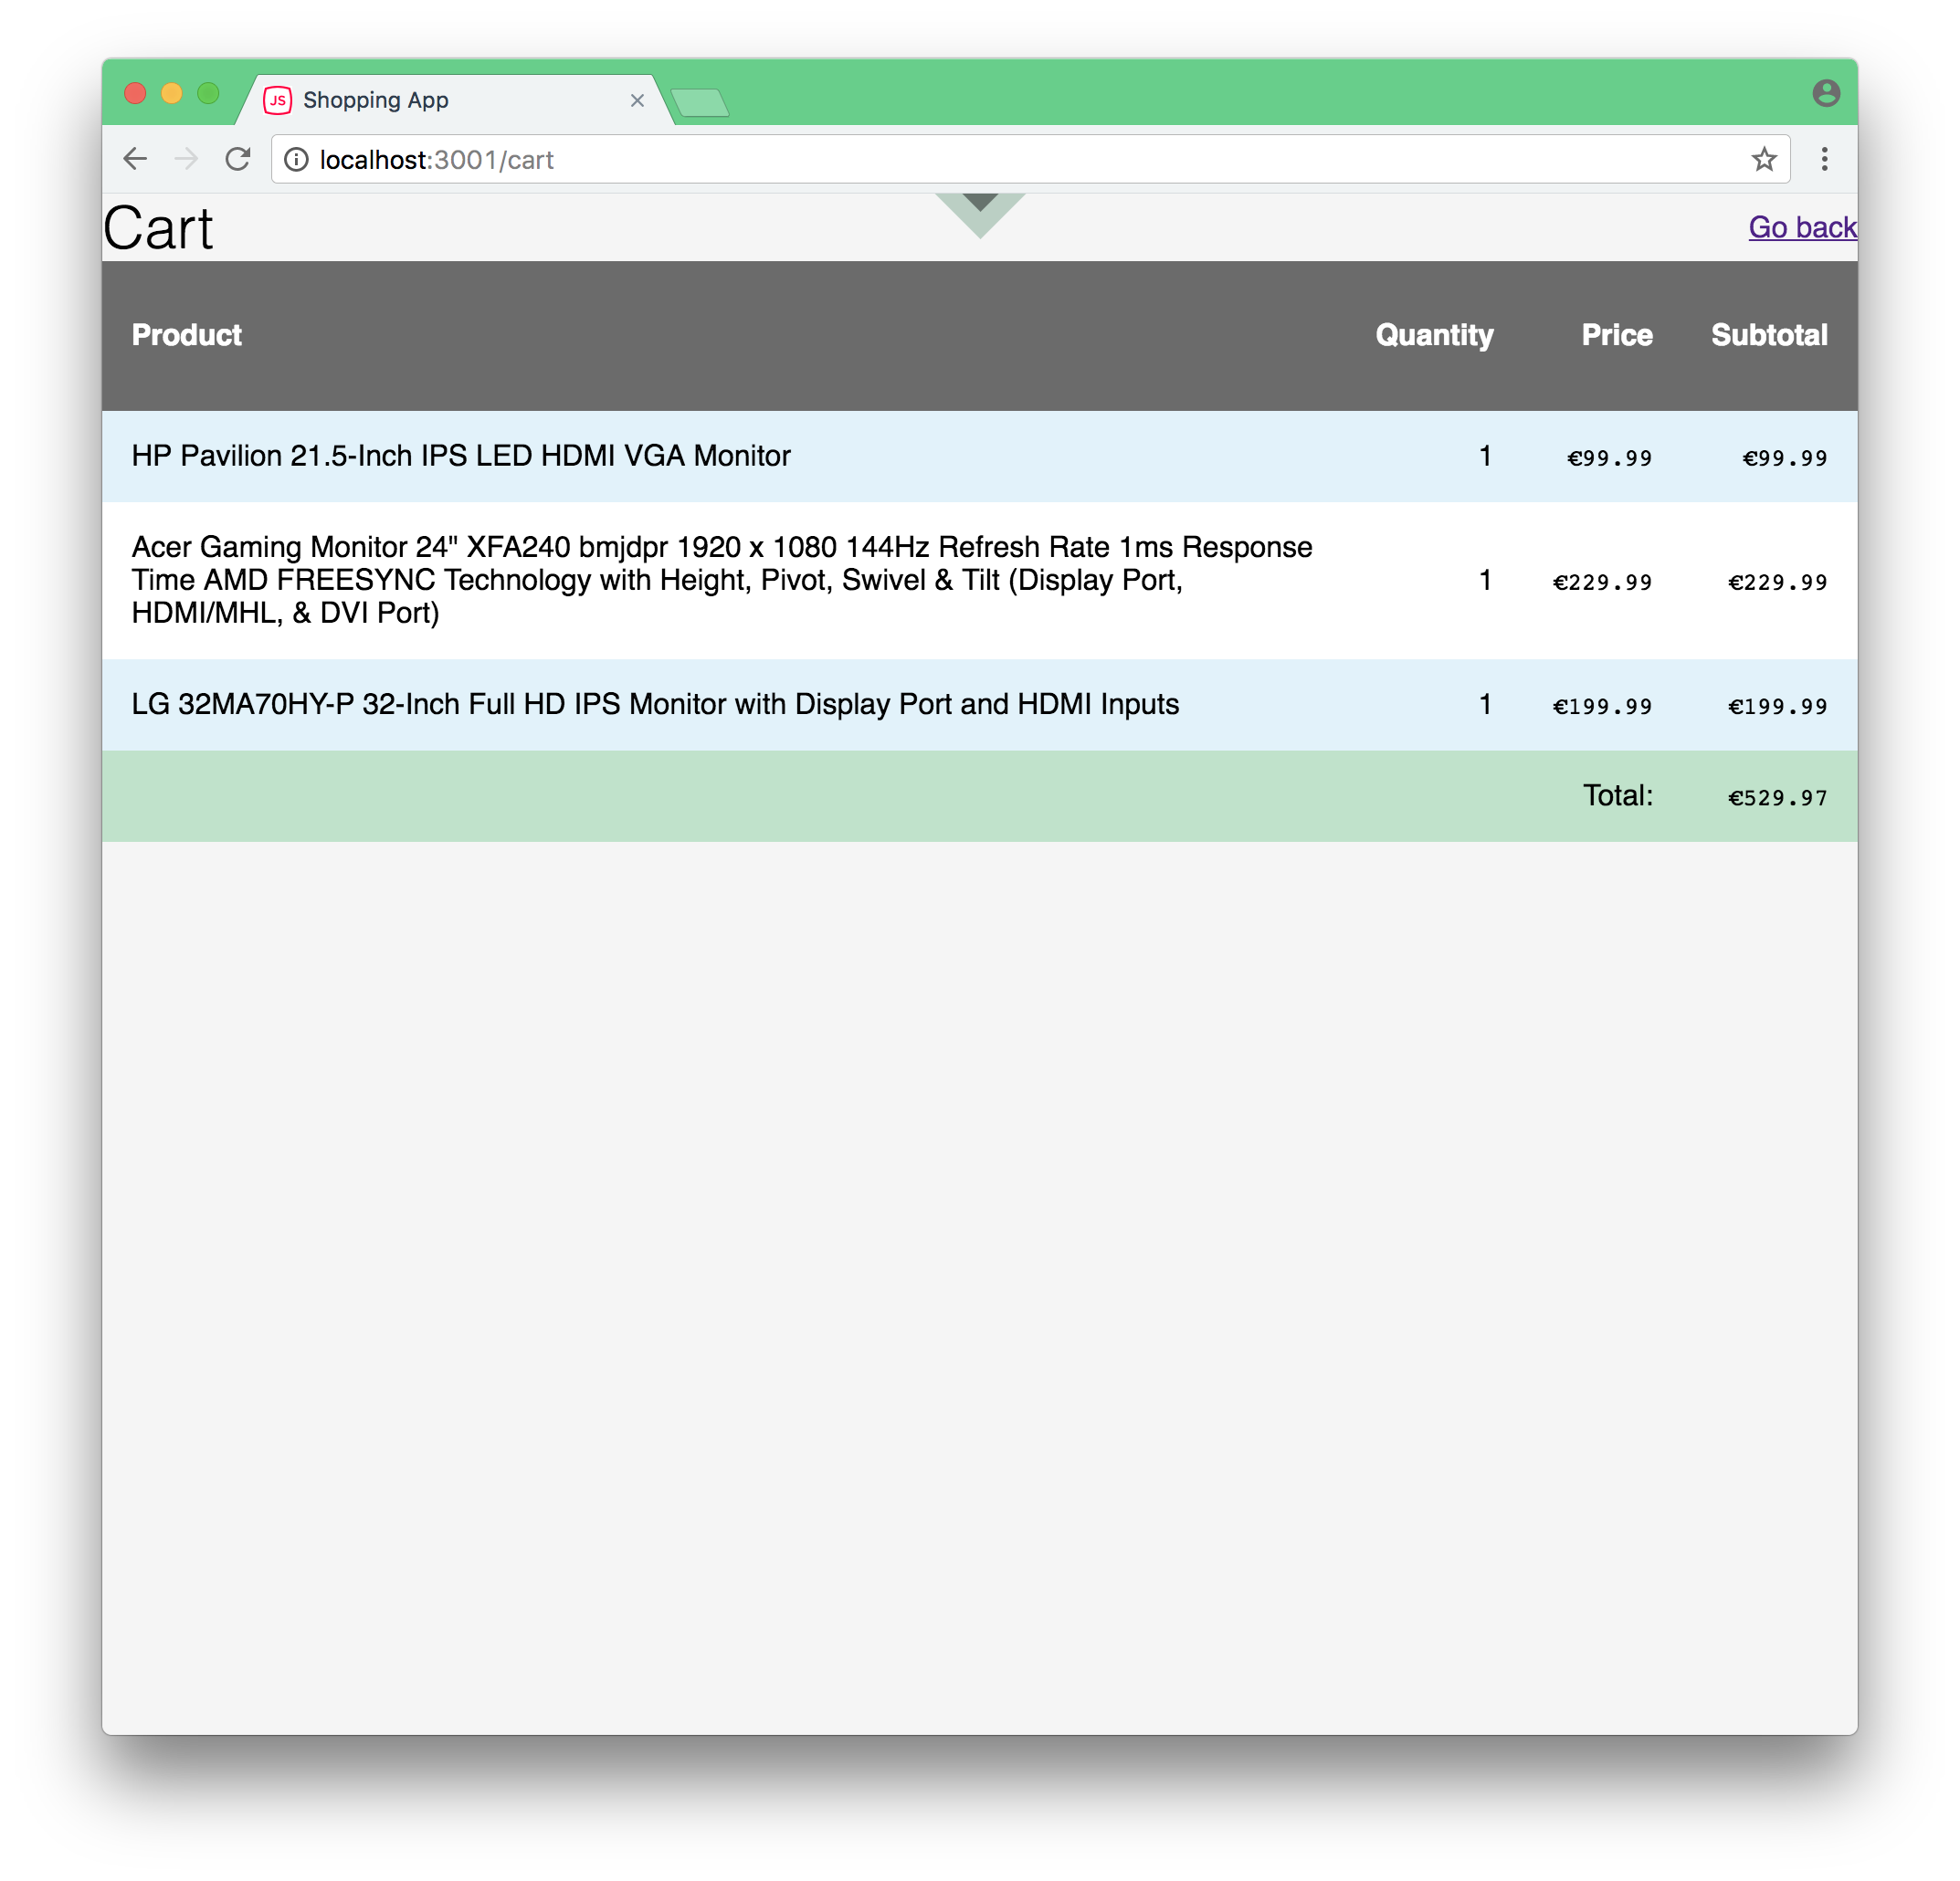 JS Shopping App
localhost:3001/cart
Cart Go back
Product Quantity Price Subtotal
HP Pavilion 21.5-Inch IPS LED HDMI VGA Monitor 1 €99.99 €99.99
Acer Gaming Monitor 24" XFA240 bmjdpr 1920 x 1080 144Hz Refresh Rate 1ms Response
Time AMD FREESYNC Technology with Height, Pivot, Swivel & Tilt (Display Port, 1 €229.99 €229.99
HDMI/MHL, & DVI Port)
LG 32MA70HY-P 32-Inch Full HD IPS Monitor with Display Port and HDMI Inputs 1 €199.99 €199.99
Total: €529.97